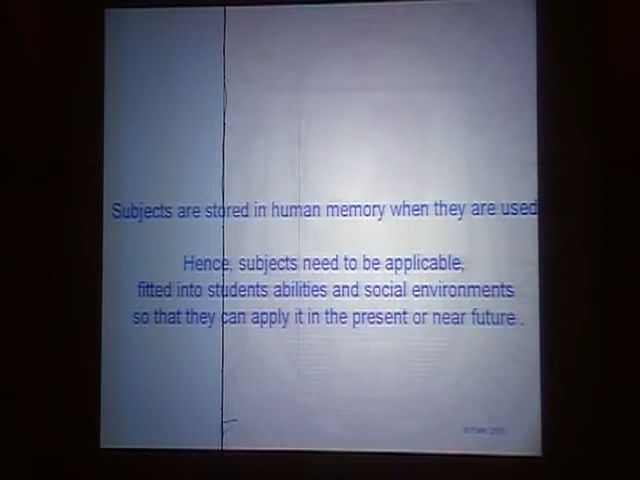 Subjects are stored in human memory when they are used
Hence, subjects need to be applicable,
fitted into students abilities and social environments
so that they can apply it in the present or near future .